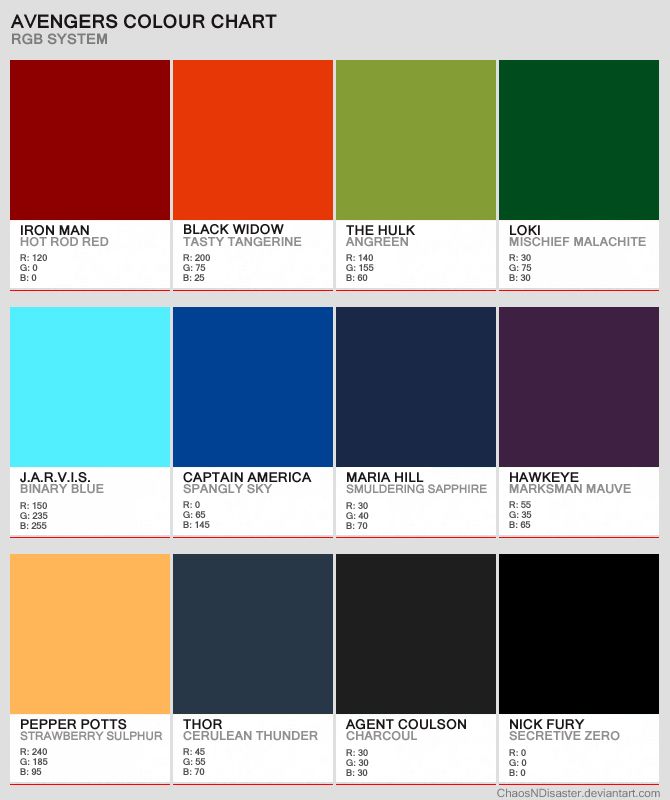 AVENGERS COLOUR CHART
RGB SYSTEM
IRON MAN
HOT ROD RED
R: 120
G: 0
B: 0
BLACK WIDOW
TASTY TANGERINE
R: 200
G: 75
B: 25
THE HULK
ANGREEN
R: 140
G: 155
B: 60
LOKI
MISCHIEF MALACHITE
R: 30
G: 75
B: 30
J.A.R.V.I.S.
BINARY BLUE
R: 150
G: 235
B: 255
CAPTAIN AMERICA
SPANGLY SKY
R: 0
G: 65
B: 145
MARIA HILL
SMULDERING SAPPHIRE
R: 30
G: 40
B: 70
HAWKEYE
MARKSMAN MAUVE
R: 55
G: 35
B: 65
PEPPER POTTS
STRAWBERRY SULPHUR
R: 240
G: 185
B: 95
THOR
CERULEAN THUNDER
R: 45
G: 55
B: 70
AGENT COULSON
CHARCOUL
R: 30
G: 30
B: 30
NICK FURY
SECRETIVE ZERO
R: 0
G: 0
B: 0
ChaosNDisaster.deviantart.com